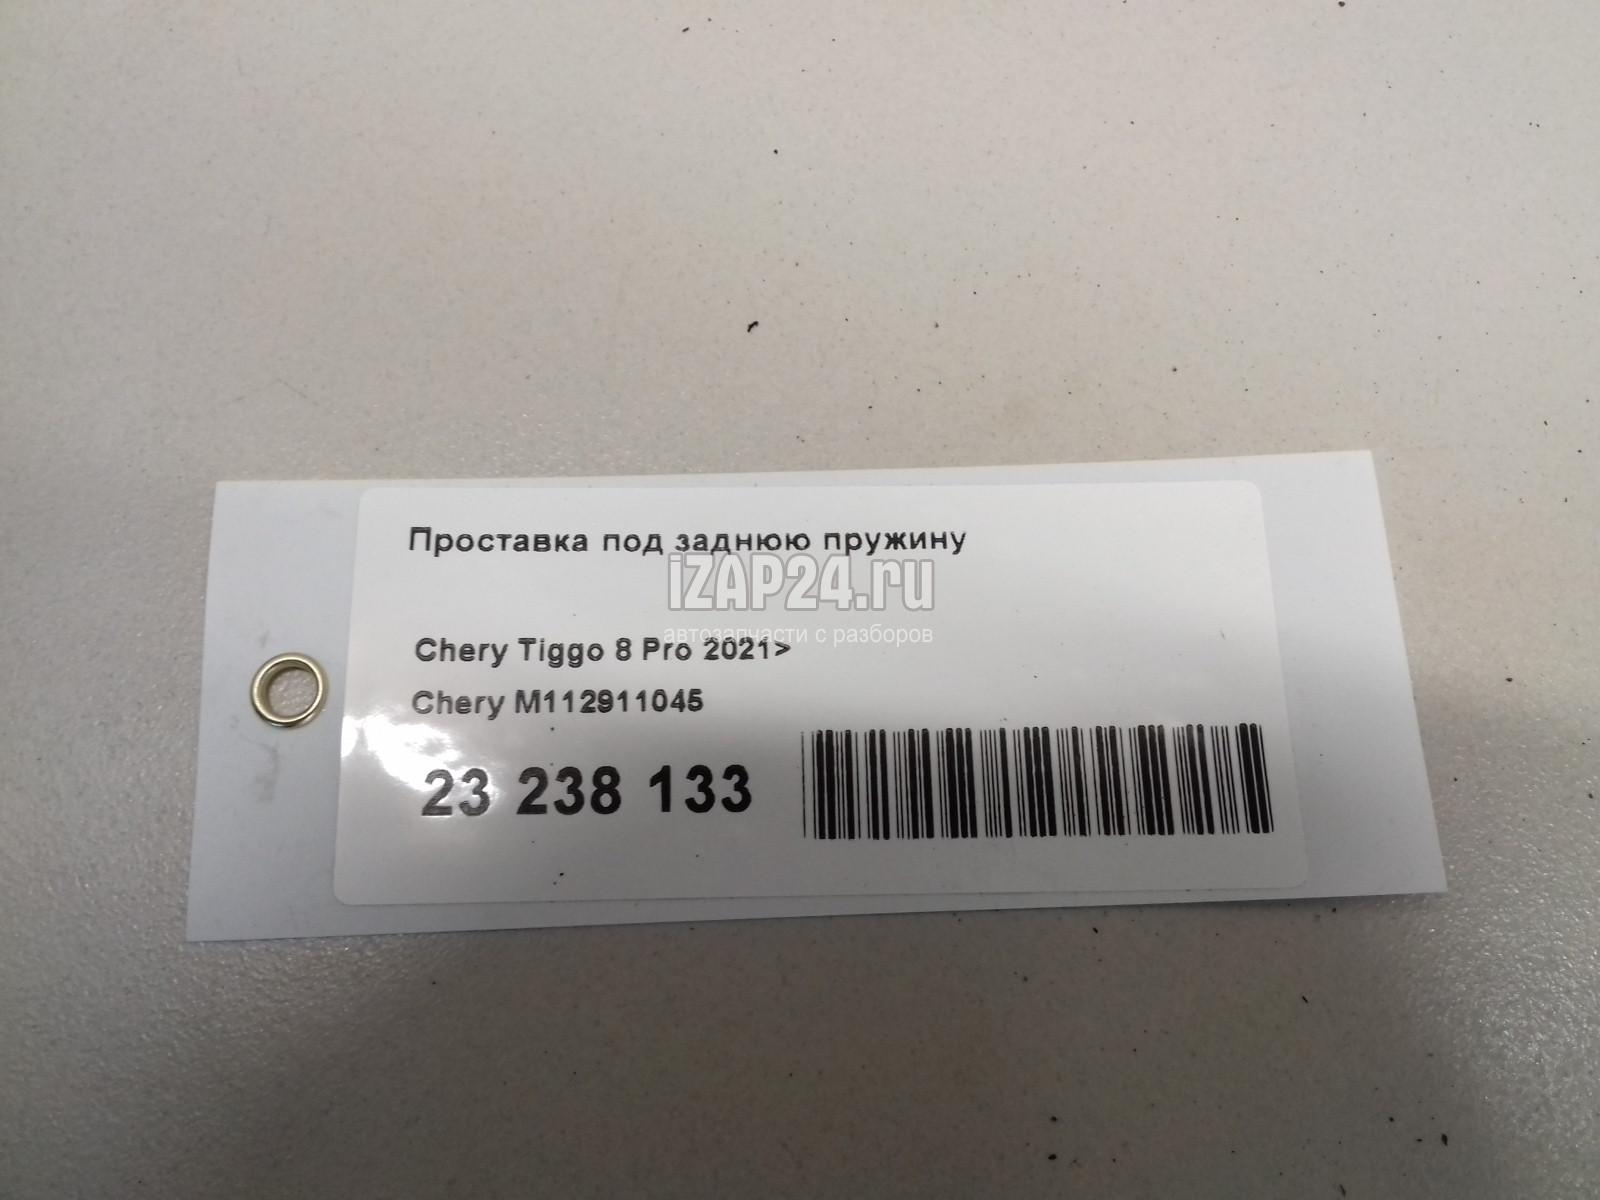 Проставка под заднюю пружину
iZAP24.ru
автозапчасти с разборов
Chery Tiggo 8 Pro 2021>
Chery M112911045
23 238 133